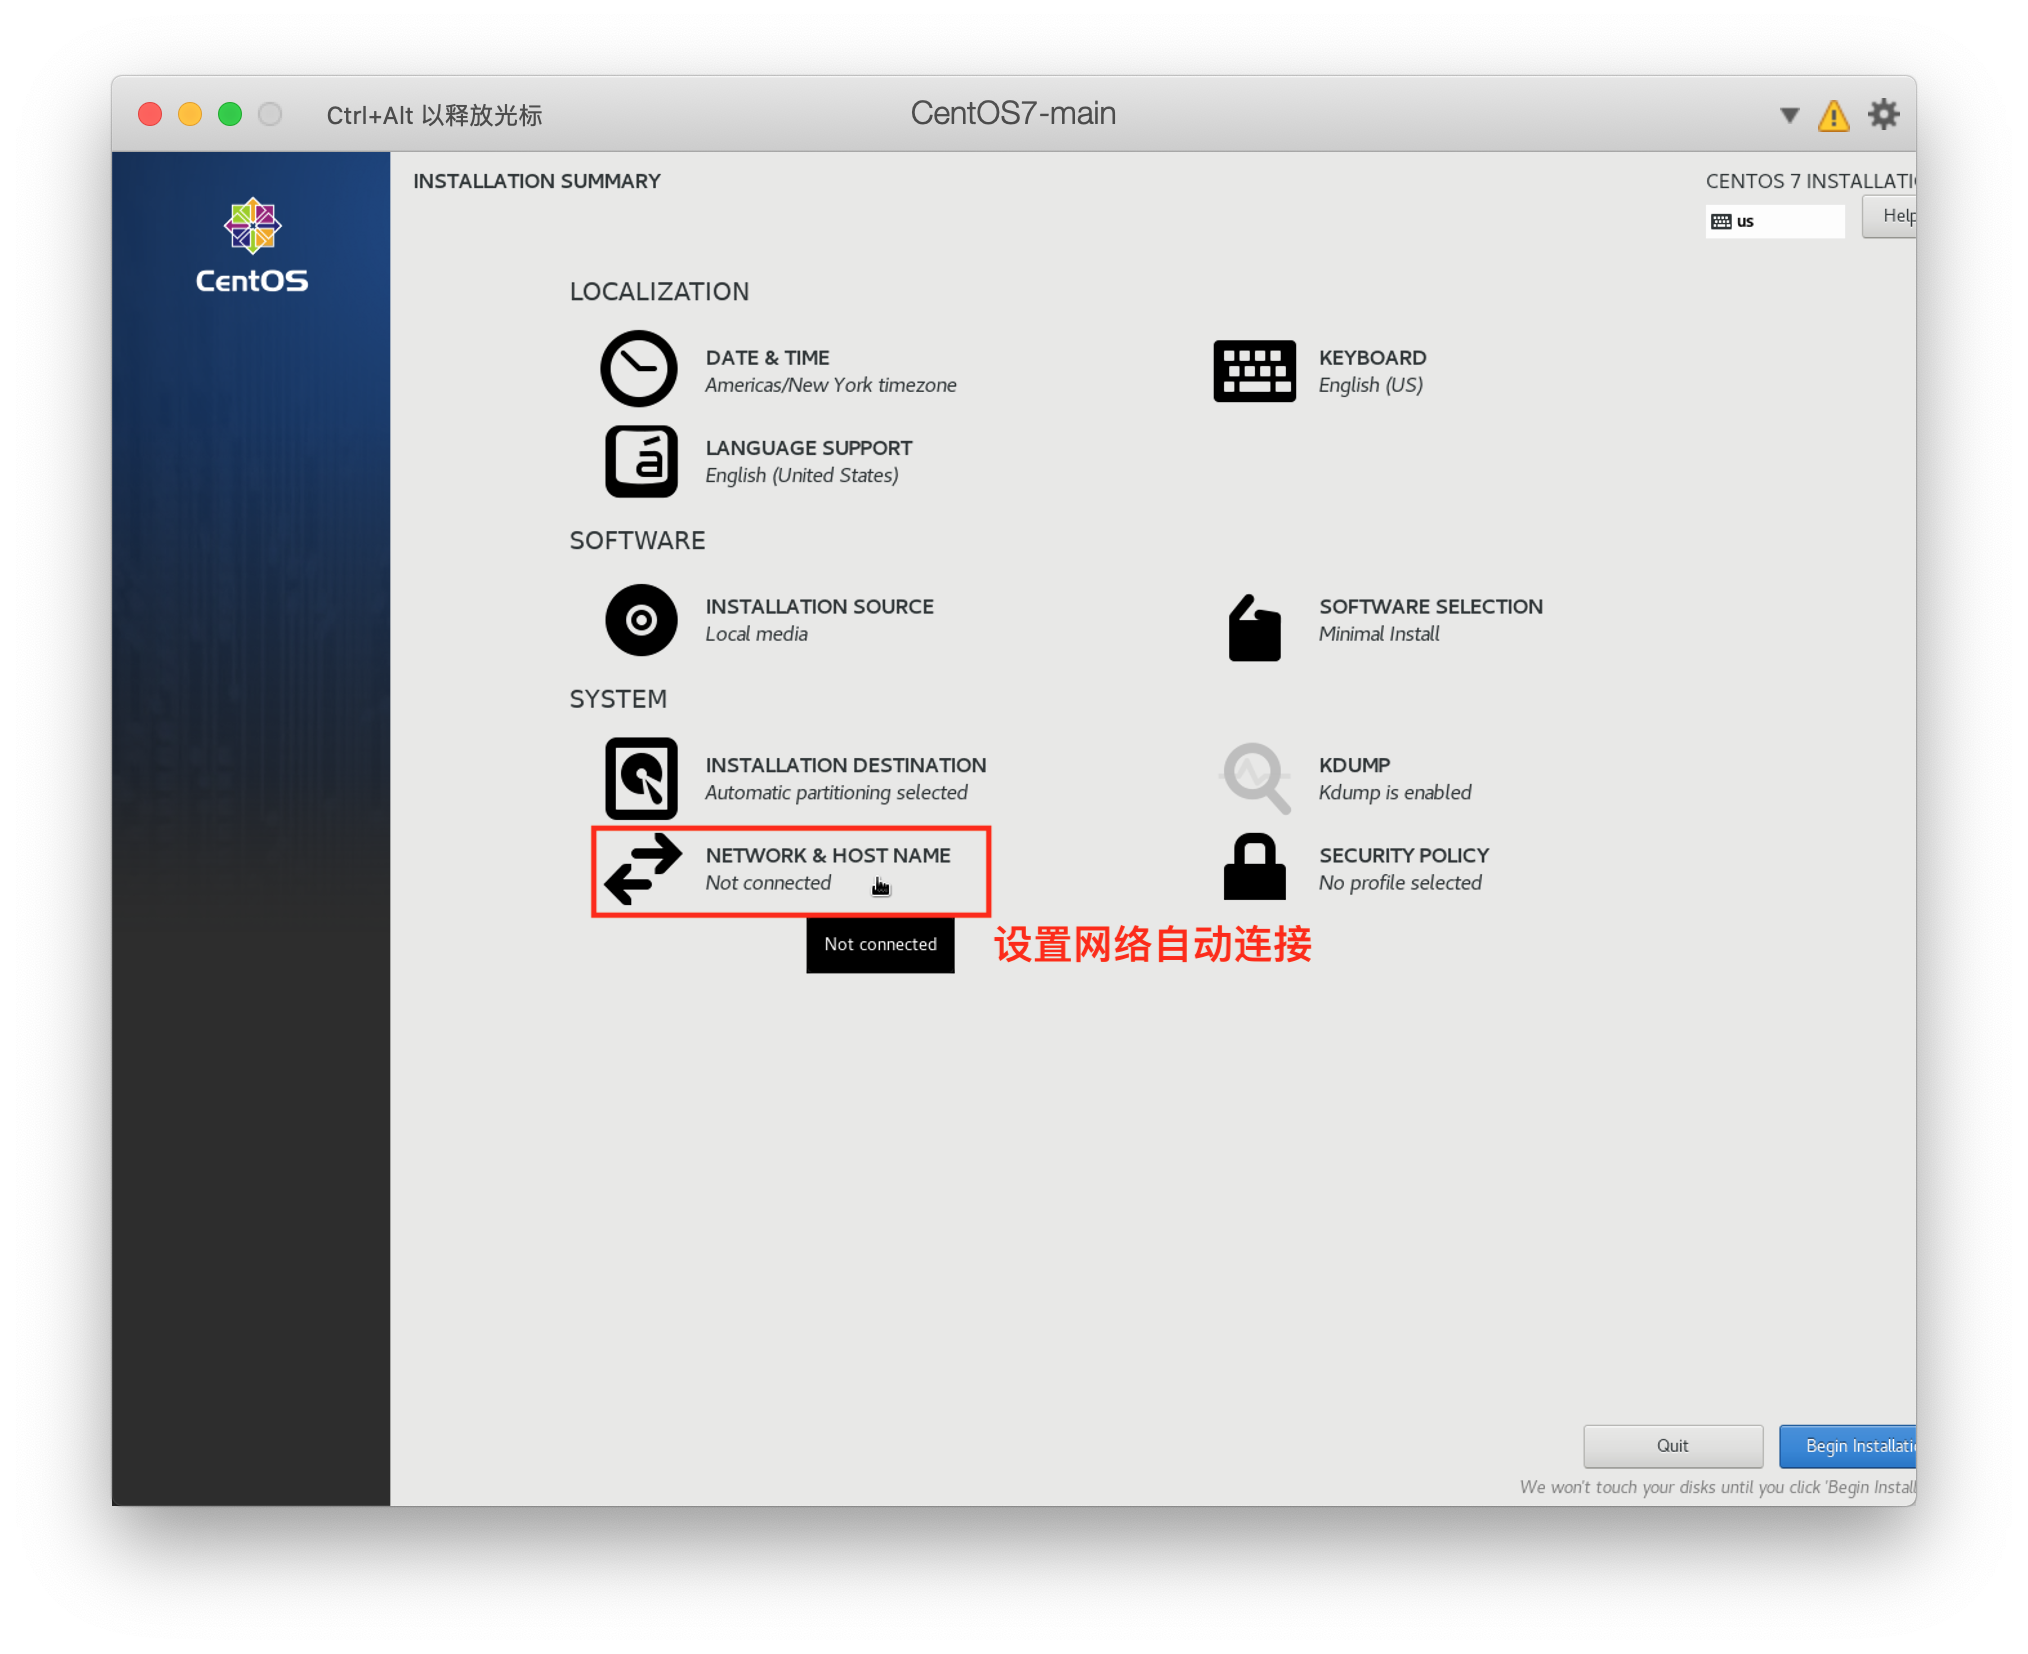 Ctrl+Alt 以释放光标
CentOS7-main
CentOS
INSTALLATION SUMMARY
CENTOS 7 INSTALLATI
us
Help
LOCALIZATION
DATE & TIME
Americas/New York timezone
KEYBOARD
English (US)
LANGUAGE SUPPORT
English (United States)
SOFTWARE
INSTALLATION SOURCE
Local media
SOFTWARE SELECTION
Minimal Install
SYSTEM
INSTALLATION DESTINATION
Automatic partitioning selected
KDUMP
Kdump is enabled
NETWORK & HOST NAME
Not connected
SECURITY POLICY
No profile selected
Not connected
设置网络自动连接
Quit
Begin Installati
We won't touch your disks until you click 'Begin Install